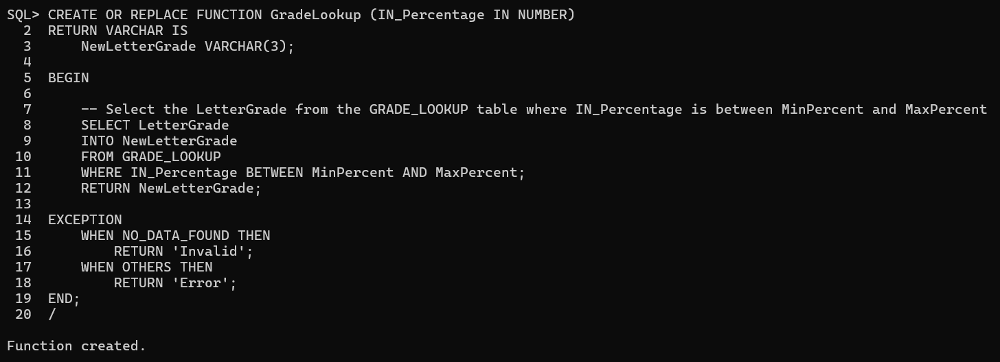 SQL> CREATE OR REPLACE FUNCTION GradeLookup (IN_Percentage IN NUMBER)
  2  RETURN VARCHAR IS
  3      NewLetterGrade VARCHAR(3);
  4
  5  BEGIN
  6
  7      -- Select the LetterGrade from the GRADE_LOOKUP table where IN_Percentage is between MinPercent and MaxPercent
  8      SELECT LetterGrade
  9      INTO NewLetterGrade
 10      FROM GRADE_LOOKUP
 11      WHERE IN_Percentage BETWEEN MinPercent AND MaxPercent;
 12      RETURN NewLetterGrade;
 13
 14  EXCEPTION
 15      WHEN NO_DATA_FOUND THEN
 16          RETURN 'Invalid';
 17      WHEN OTHERS THEN
 18          RETURN 'Error';
 19  END;
 20  /
Function created.